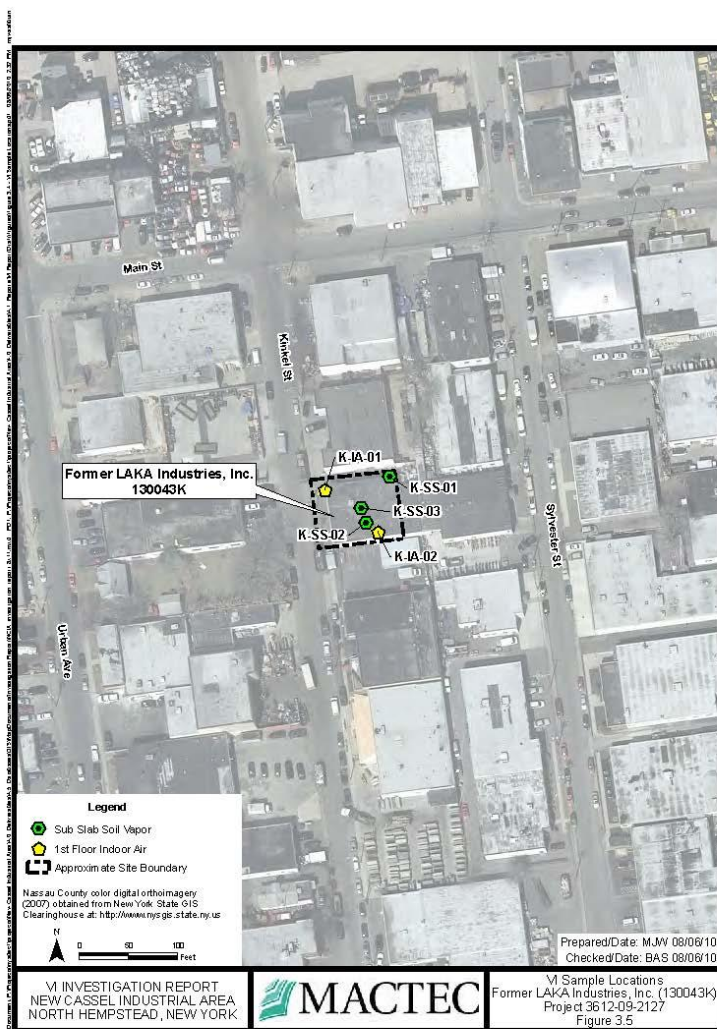 Main St
Kinkel St
K-IA-01
Former LAKA Industries, Inc.
130043K
K-SS-01
K-SS-03
K-SS-02
K-IA-02
Sylvester St
Urban Ave
Legend
Sub Slab Soil Vapor
1st Floor Indoor Air
Approximate Site Boundary
Nassau County color digital orthoimagery
(2007) obtained from New York State GIS
Clearinghouse at: http://www.nysgis.state.ny.us
N
0 50 100
Feet
Prepared/Date: MJW 08/06/10
Checked/Date: BAS 08/06/10
VI INVESTIGATION REPORT
NEW CASSEL INDUSTRIAL AREA
NORTH HEMPSTEAD, NEW YORK
MACTEC
VI Sample Locations
Former LAKA Industries, Inc. (130043k)
Project 3612-09-2127
Figure 3.5